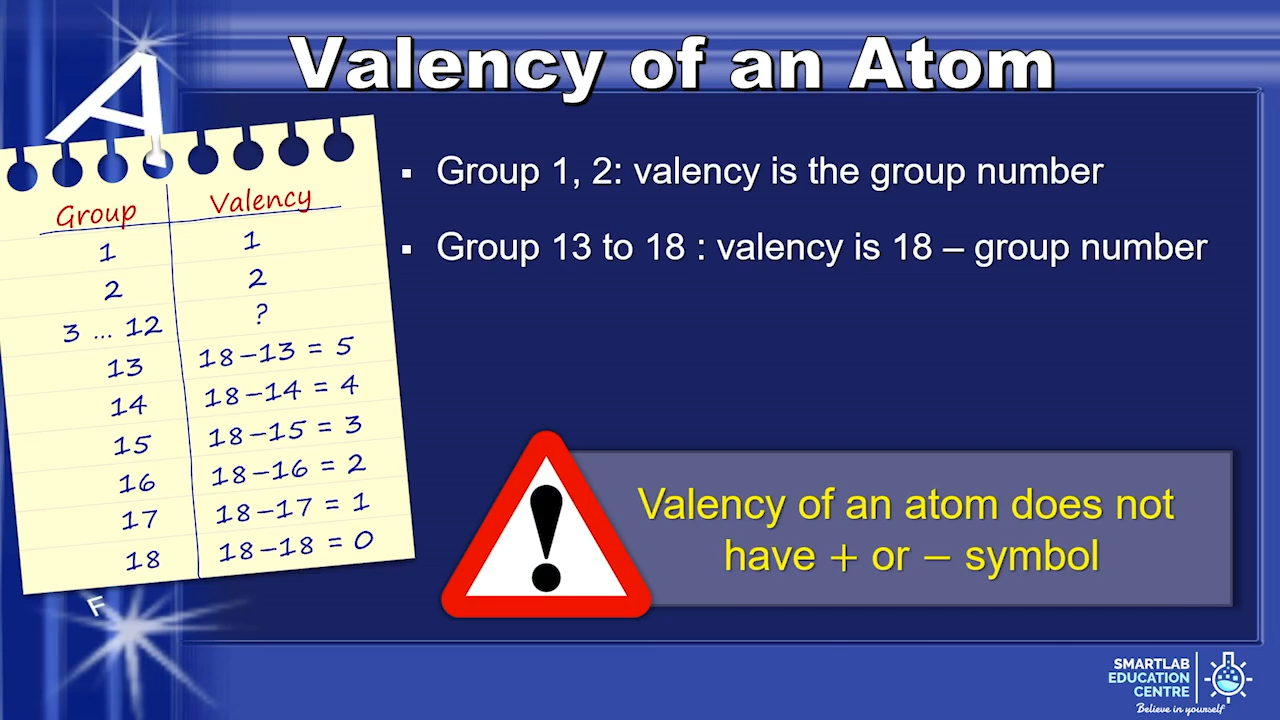 Valency of an Atom
A
Group Valency
1 1
2 2
3 ... 12 ?
13 18–13 = 5
14 18–14 = 4
15 18–15 = 3
16 18–16 = 2
17 18–17 = 1
18 18–18 = 0
F
▪ Group 1, 2: valency is the group number
▪ Group 13 to 18 : valency is 18 – group number
!
Valency of an atom does not
have + or – symbol
SMARTLAB
EDUCATION
CENTRE
Believe in yourself